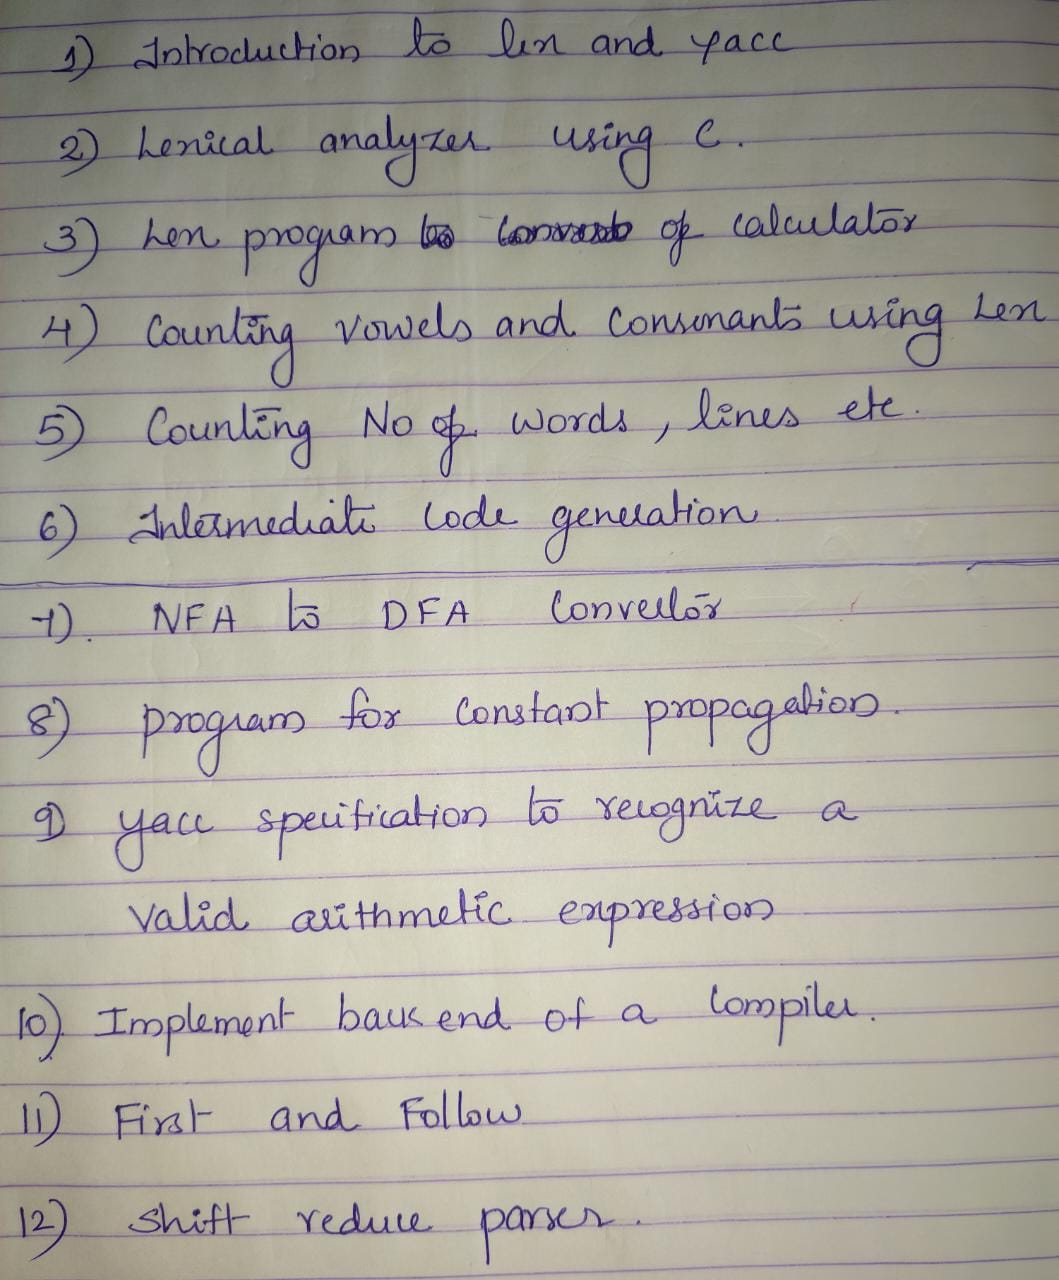 1) Introduction to lex and yacc
2) Lexical analyzer using C.
3) Lex program of calculator
4) Counting vowels and consonants using Lex
5) Counting No of words, lines etc.
6) Intermediate code generation
7). NFA to DFA Convertor
8) program for constant propagation.
9) yacc specification to recognize a
valid arithmetic expression
10) Implement back end of a compiler.
11) First and Follow
12) shift reduce parser.